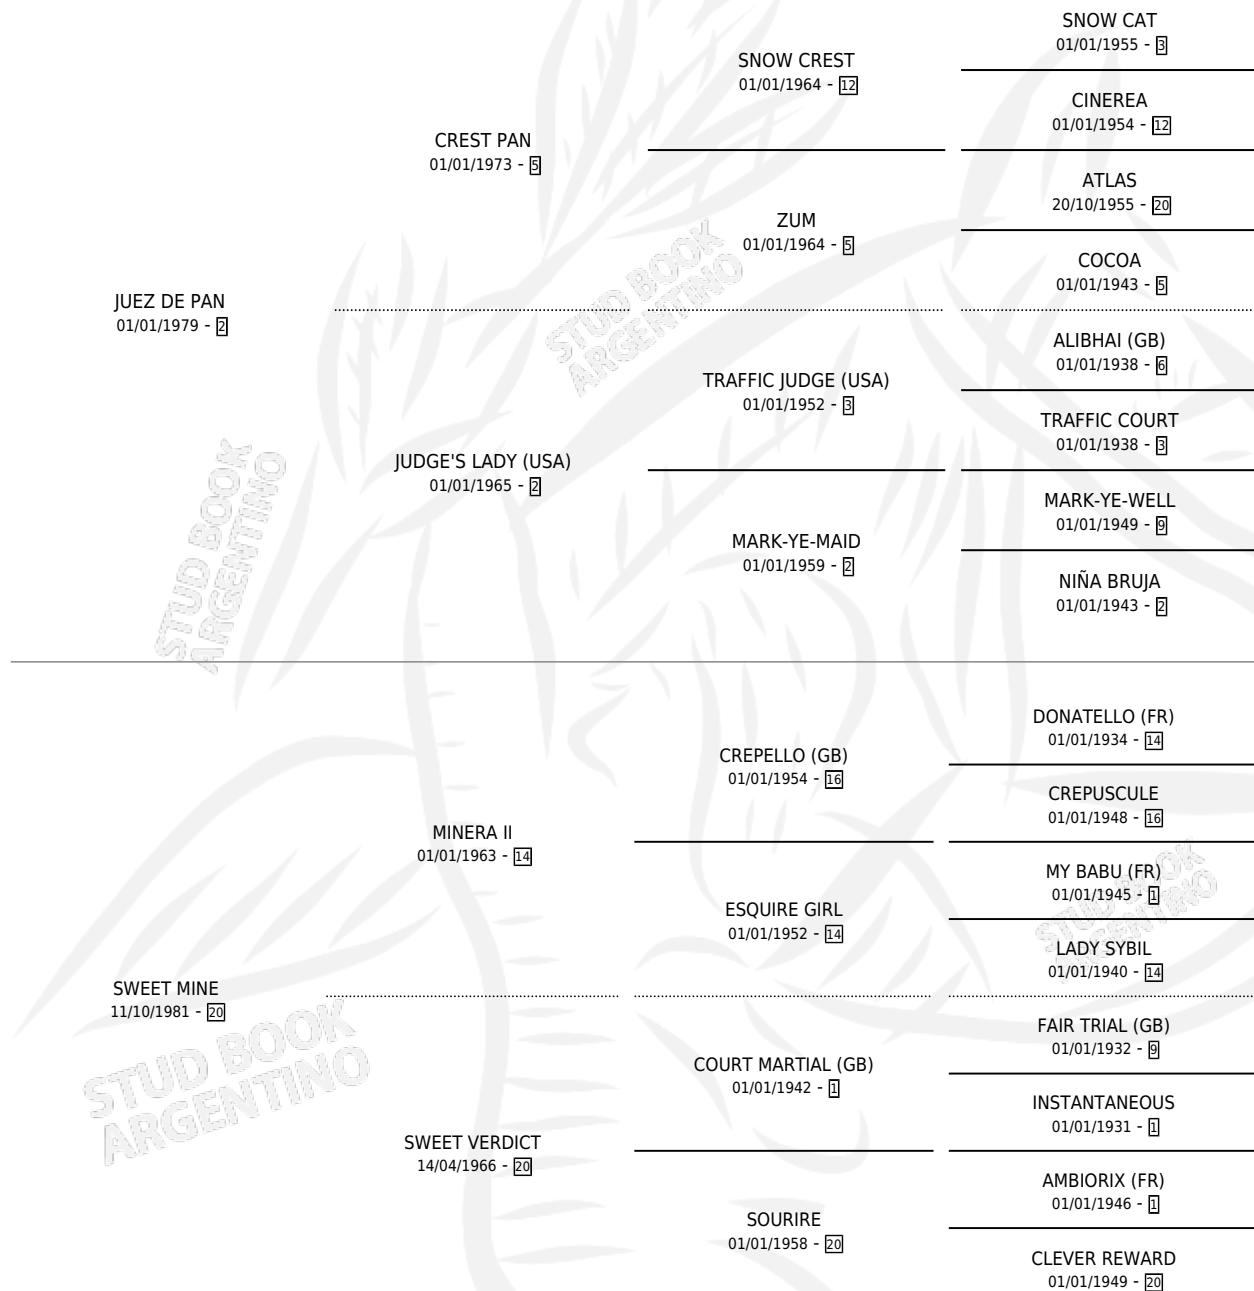 SNOW CAT
01/01/1955 - 3
SNOW CREST
01/01/1964 - 12
CINEREA
01/01/1954 - 12
CREST PAN
01/01/1973 - 5
ATLAS
20/10/1955 - 20
ZUM
01/01/1964 - 5
COCOA
01/01/1943 - 5
JUEZ DE PAN
01/01/1979 - 2
STUD BOOK
ARGENTINO
ALIBHAI (GB)
01/01/1938 - 6
TRAFFIC JUDGE (USA)
01/01/1952 - 3
TRAFFIC COURT
01/01/1938 - 3
JUDGE'S LADY (USA)
01/01/1965 - 2
MARK-YE-WELL
01/01/1949 - 9
MARK-YE-MAID
01/01/1959 - 2
NIÑA BRUJA
01/01/1943 - 2
STUD BOOK
ARGENTINO
DONATELLO (FR)
01/01/1934 - 14
CREPELLO (GB)
01/01/1954 - 16
CREPUSCULE
01/01/1948 - 16
MINERA II
01/01/1963 - 14
MY BABU (FR)
01/01/1945 - 1
ESQUIRE GIRL
01/01/1952 - 14
STUD BOOK
ARGENTINO
LADY SYBIL
01/01/1940 - 14
SWEET MINE
11/10/1981 - 20
FAIR TRIAL (GB)
01/01/1932 - 9
COURT MARTIAL (GB)
01/01/1942 - 1
STUD BOOK
ARGENTINO
INSTANTANEOUS
01/01/1931 - 1
SWEET VERDICT
14/04/1966 - 20
AMBIORIX (FR)
01/01/1946 - 1
SOURIRE
01/01/1958 - 20
CLEVER REWARD
01/01/1949 - 20